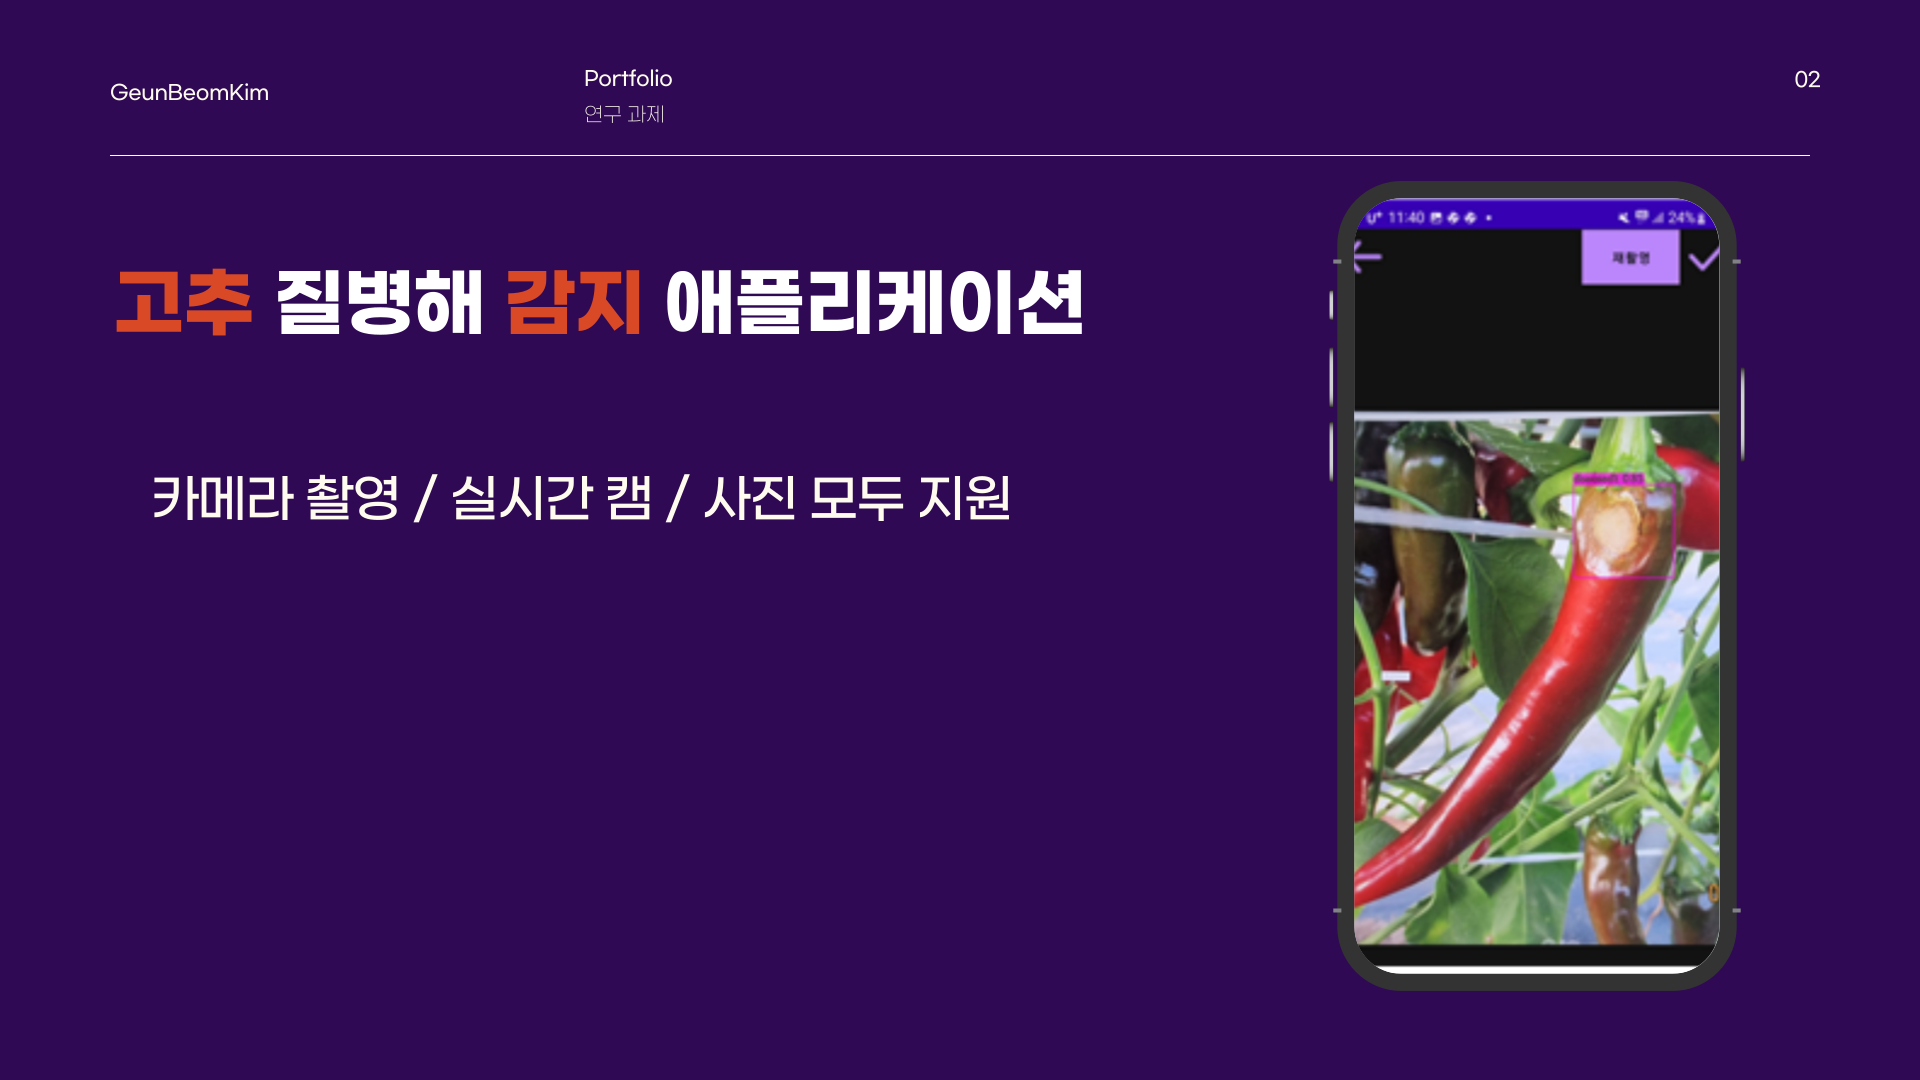 GeunBeomKim
Portfolio
연구 과제
02
고추 질병해 감지 애플리케이션
카메라 촬영 / 실시간 캠 / 사진 모두 지원
11:40
24%
재촬영